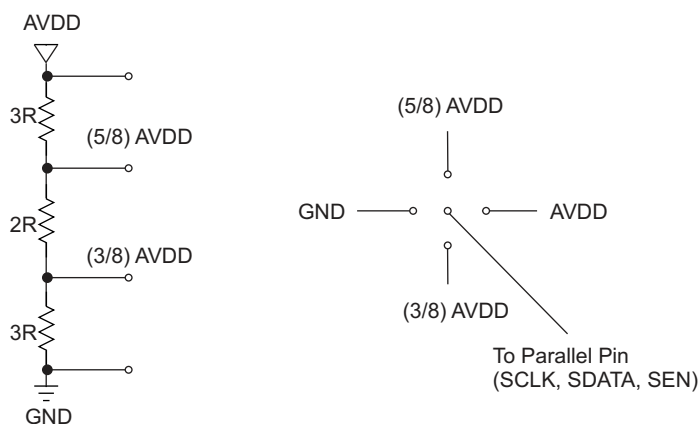 AVDD
3R
(5/8) AVDD
2R
(3/8) AVDD
3R
GND
(5/8) AVDD
GND
AVDD
(3/8) AVDD
To Parallel Pin
(SCLK, SDATA, SEN)